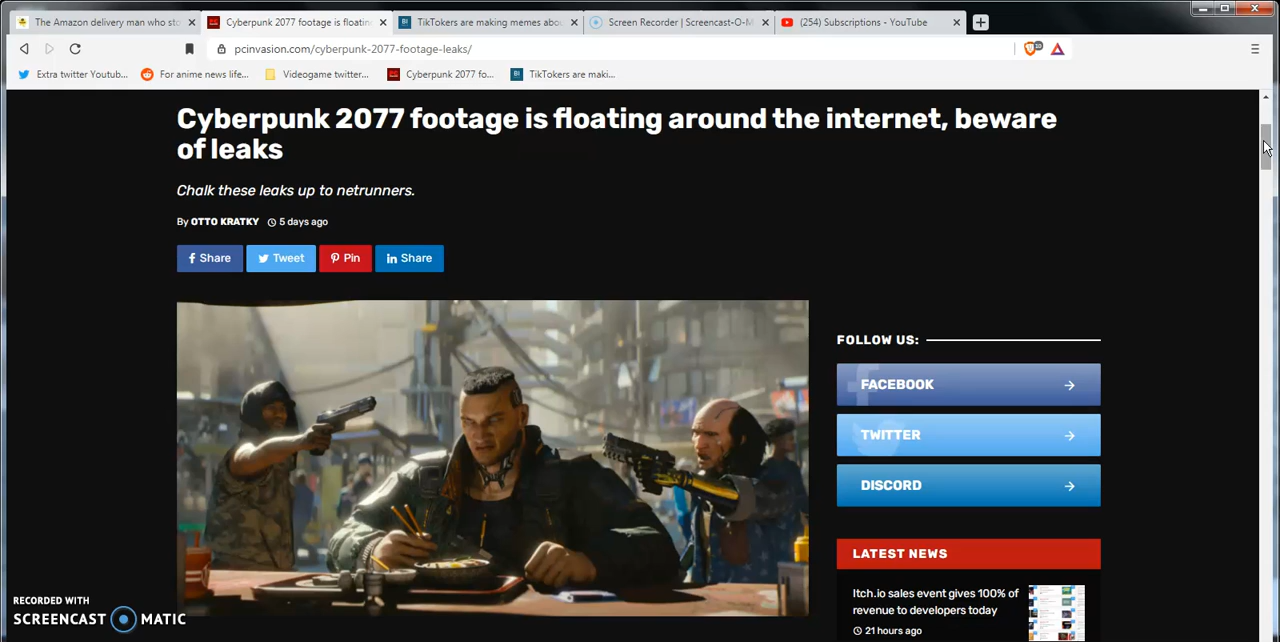 The Amazon delivery man who sto
Cyberpunk 2077 footage is floatin
TikTokers are making memes abou
Screen Recorder | Screencast-O-M
(254) Subscriptions - YouTube
pcinvasion.com/cyberpunk-2077-footage-leaks/
Extra twitter Youtub...
For anime news life...
Videogame twitter...
Cyberpunk 2077 fo...
TikTokers are maki...
Cyberpunk 2077 footage is floating around the internet, beware
of leaks
Chalk these leaks up to netrunners.
By OTTO KRATKY 5 days ago
Share
Tweet
Pin
Share
FOLLOW US:
FACEBOOK
TWITTER
DISCORD
LATEST NEWS
Itch.io sales event gives 100% of
revenue to developers today
21 hours ago
RECORDED WITH
SCREENCAST MATIC